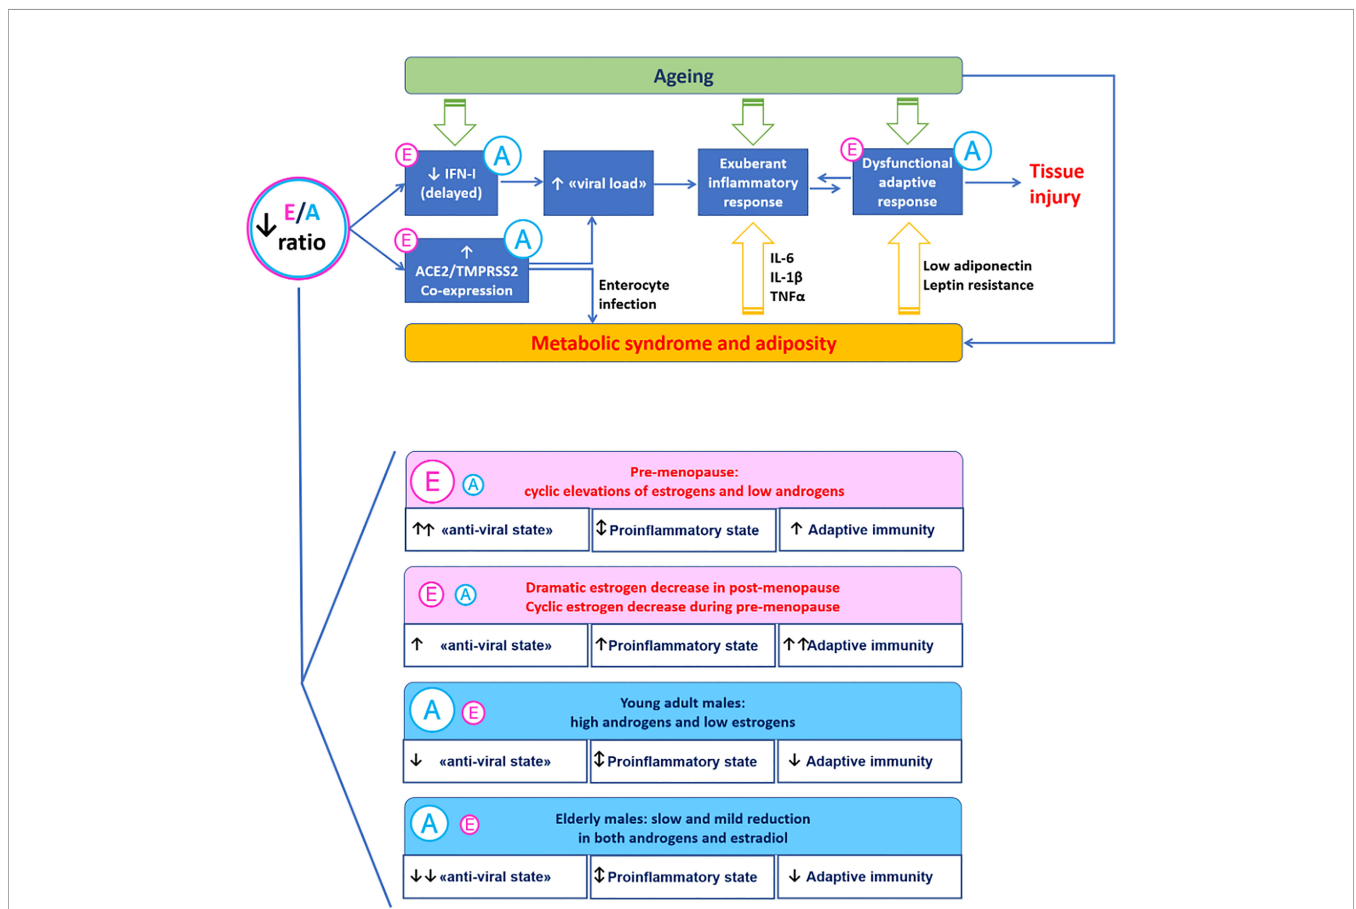 Ageing
E
A
↓ IFN-I
(delayed)
↑ «viral load»
Exuberant
inflammatory
response
E
A
Dysfunctional
adaptive
response
Tissue
injury
↓ E/A
ratio
E
A
↑
ACE2/TMPRSS2
Co-expression
Enterocyte
infection
IL-6
IL-1β
TNFα
Low adiponectin
Leptin resistance
Metabolic syndrome and adiposity
E
A
Pre-menopause:
cyclic elevations of estrogens and low androgens
↑↑ «anti-viral state»
↕ Proinflammatory state
↑ Adaptive immunity
E
A
Dramatic estrogen decrease in post-menopause
Cyclic estrogen decrease during pre-menopause
↑ «anti-viral state»
↑ Proinflammatory state
↑↑ Adaptive immunity
A
E
Young adult males:
high androgens and low estrogens
↓ «anti-viral state»
↕ Proinflammatory state
↓ Adaptive immunity
A
E
Elderly males: slow and mild reduction
in both androgens and estradiol
↓↓ «anti-viral state»
↕ Proinflammatory state
↓ Adaptive immunity